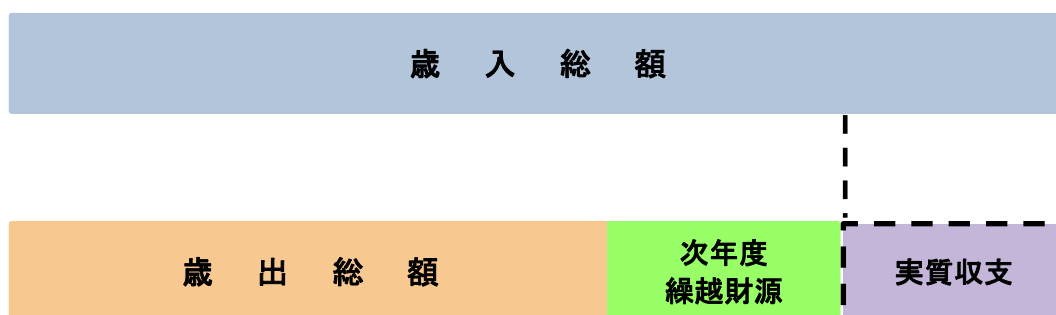 歳入総額
歳出総額
次年度
繰越財源
実質収支